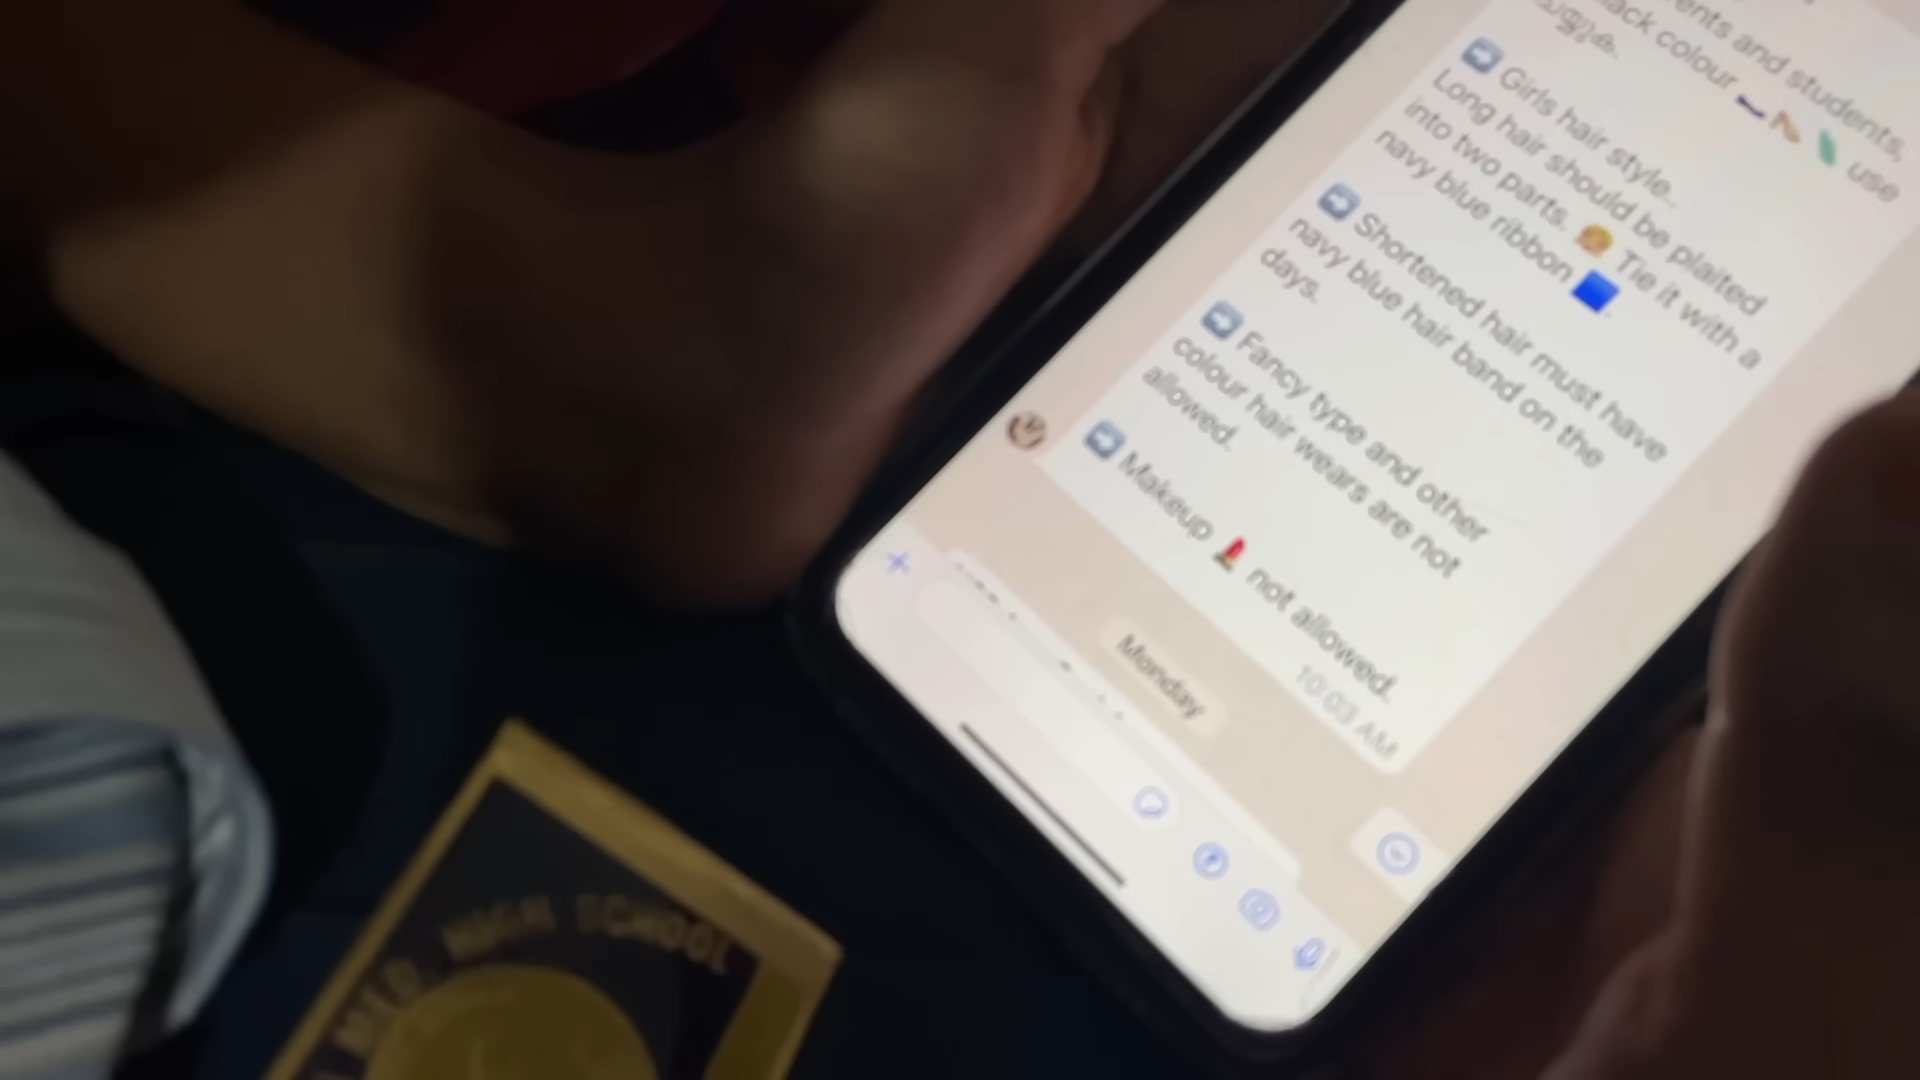 ents and students,
ack colour use
ചയ്യുക.
Girls hair style..
Long hair should be plaited
into two parts. Tie it with a
navy blue ribbon .
Shortened hair must have
navy blue hair band on the
days.
Fancy type and other
colour hair wears are not
allowed.
Makeup not allowed.
10:03 AM
Monday
HIGH SCHOOL